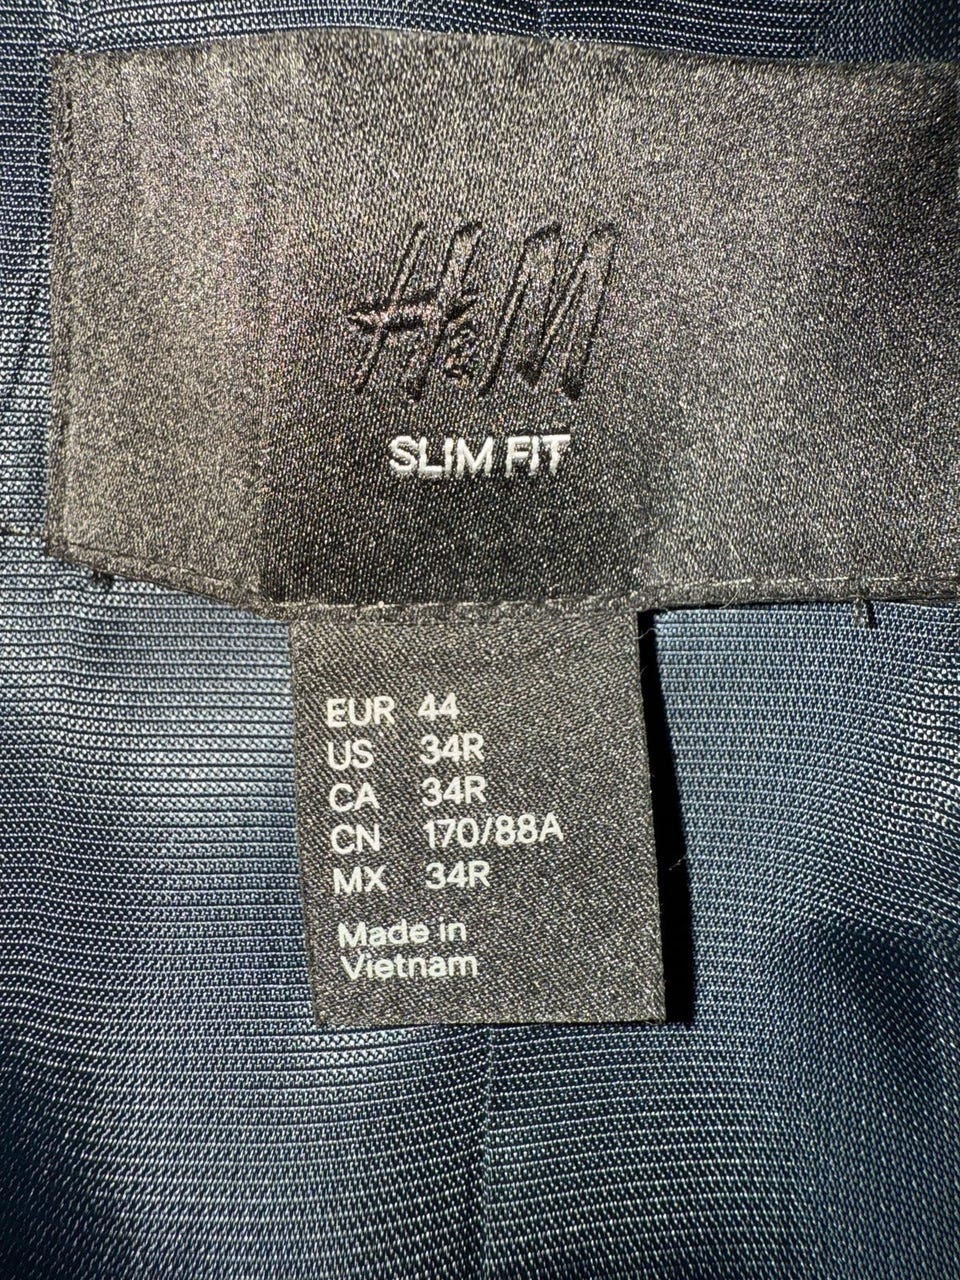 H&M
SLIM FIT
EUR 44
US 34R
CA 34R
CN 170/88A
MX 34R
Made in
Vietnam